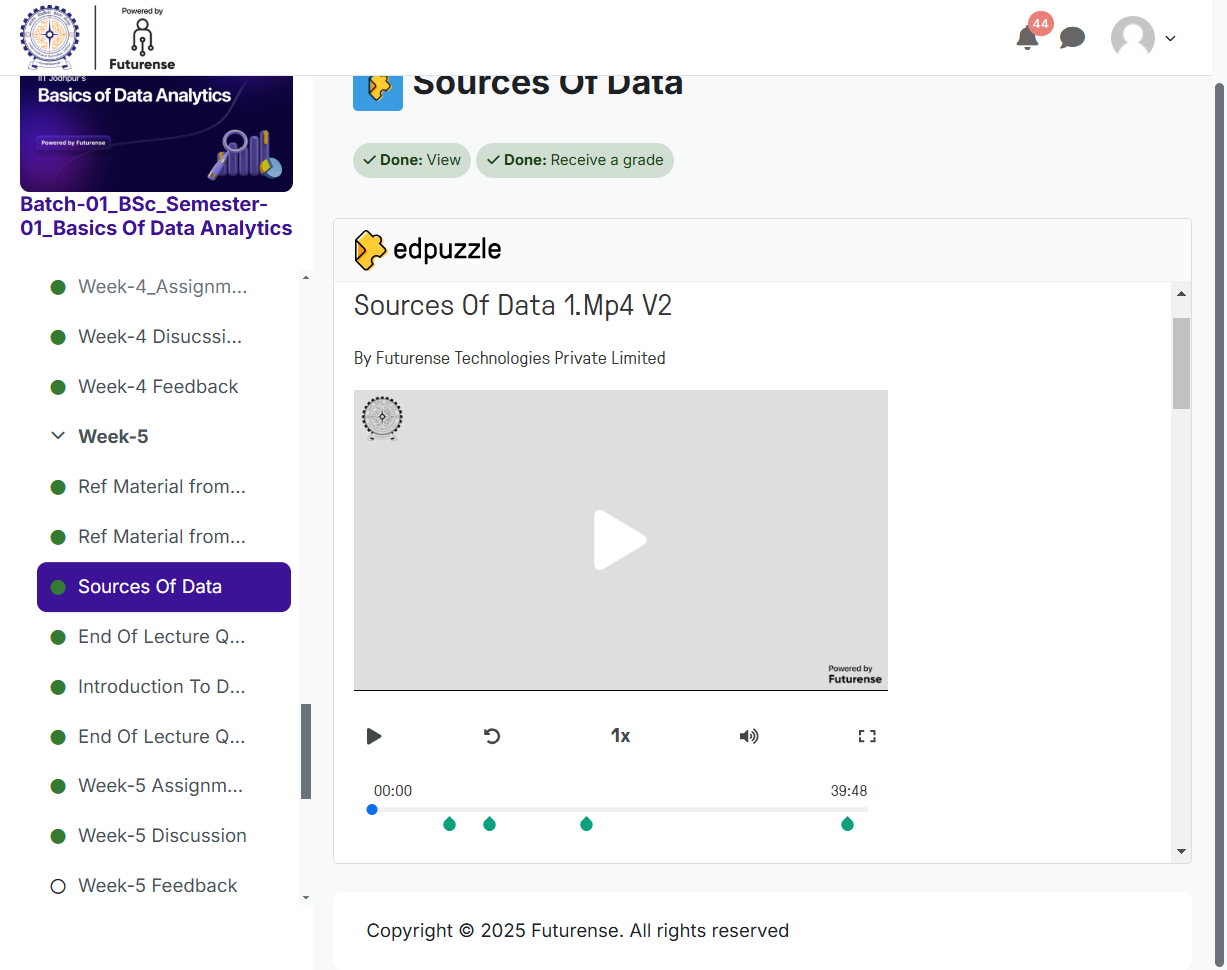 Powered by
Futurense
44
IIT Jodhpur's
Basics of Data Analytics
Powered by Futurense
Batch-01_BSc_Semester-
01_Basics Of Data Analytics
Week-4_Assignm...
Week-4 Disucssi...
Week-4 Feedback
Week-5
Ref Material from...
Ref Material from...
Sources Of Data
End Of Lecture Q...
Introduction To D...
End Of Lecture Q...
Week-5 Assignm...
Week-5 Discussion
Week-5 Feedback
Sources Of Data
Done: View
Done: Receive a grade
edpuzzle
Sources Of Data 1.Mp4 V2
By Futurense Technologies Private Limited
Powered by
Futurense
1x
00:00
39:48
Copyright © 2025 Futurense. All rights reserved